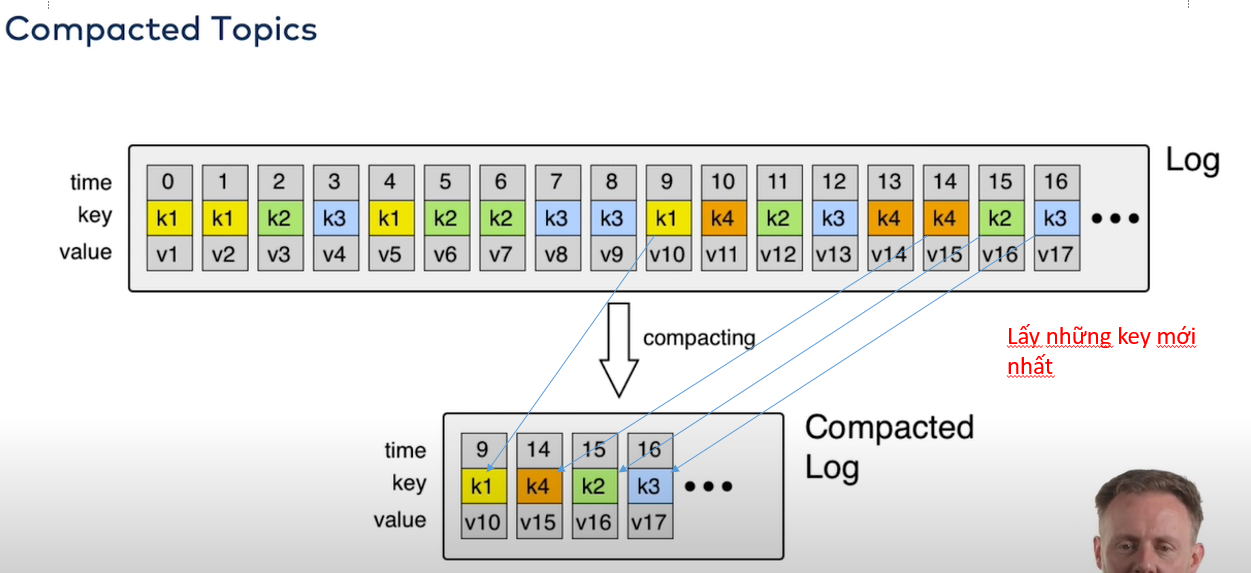 Compacted Topics
Log
time 0 1 2 3 4 5 6 7 8 9 10 11 12 13 14 15 16
key k1 k1 k2 k3 k1 k2 k2 k3 k3 k1 k4 k2 k3 k4 k4 k2 k3 •••
value v1 v2 v3 v4 v5 v6 v7 v8 v9 v10 v11 v12 v13 v14 v15 v16 v17
compacting
Lấy những key mới
nhất
Compacted
Log
time 9 14 15 16
key k1 k4 k2 k3 •••
value v10 v15 v16 v17